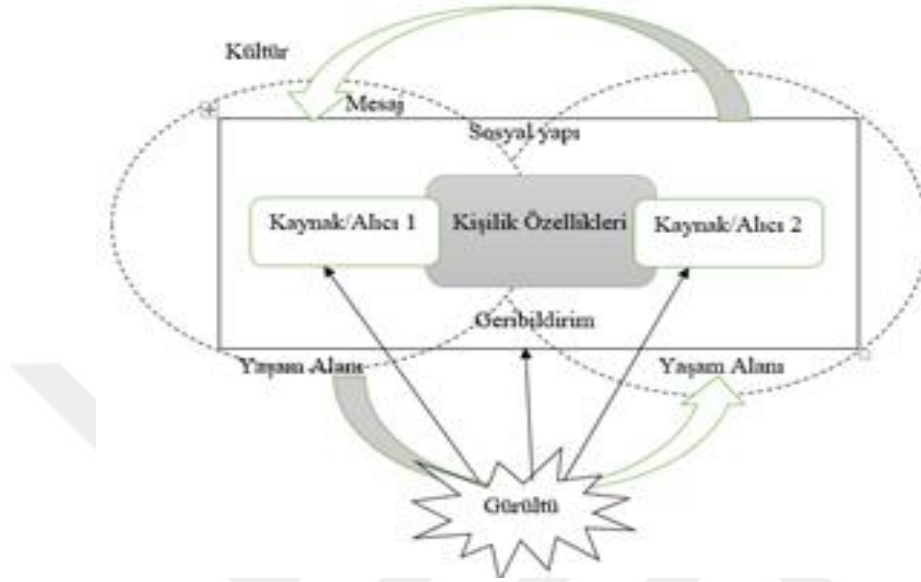 Kültür
Mesaj
Sosyal yapı
Kaynak/Alıcı 1
Kişilik Özellikleri
Kaynak/Alıcı 2
Geribildirim
Yaşam Alanı
Yaşam Alanı
Gürültü